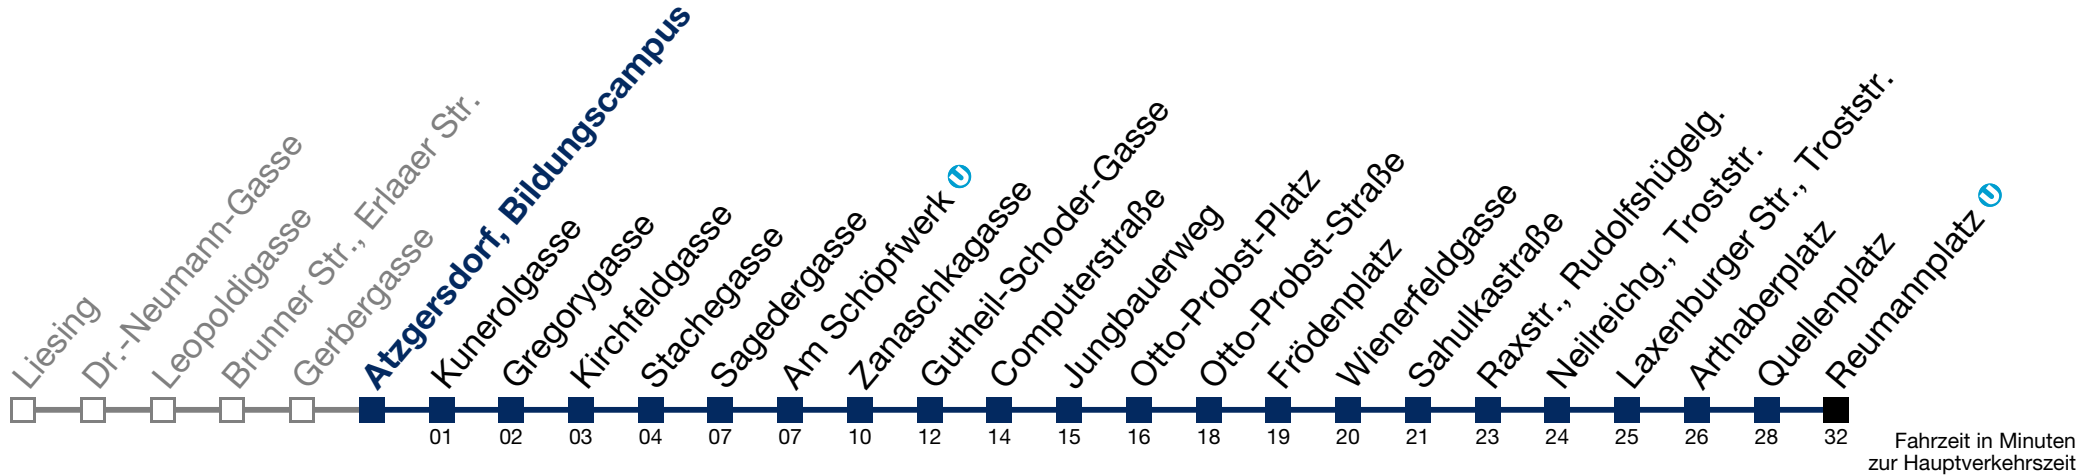 Liesing
Dr.-Neumann-Gasse
Leopoldigasse
Brunner Str., Erlaaer Str.
Gerbergasse
Atzgersdorf, Bildungscampus
Kunerolgasse
Gregorygasse
Kirchfeldgasse
Stachegasse
Sagedergasse
Am Schöpfwerk U
Zanaschkagasse
Gutheil-Schoder-Gasse
Computerstraße
Jungbauerweg
Otto-Probst-Platz
Otto-Probst-Straße
Frödenplatz
Wienerfeldgasse
Sahulkastraße
Raxstr., Rudolfshügelg.
Neilreichg., Troststr.
Laxenburger Str., Troststr.
Arthaberplatz
Quellenplatz
Reumannplatz U
01 02 03 04 07 07 10 12 14 15 16 18 19 20 21 23 24 25 26 28 32
Fahrzeit in Minuten
zur Hauptverkehrszeit